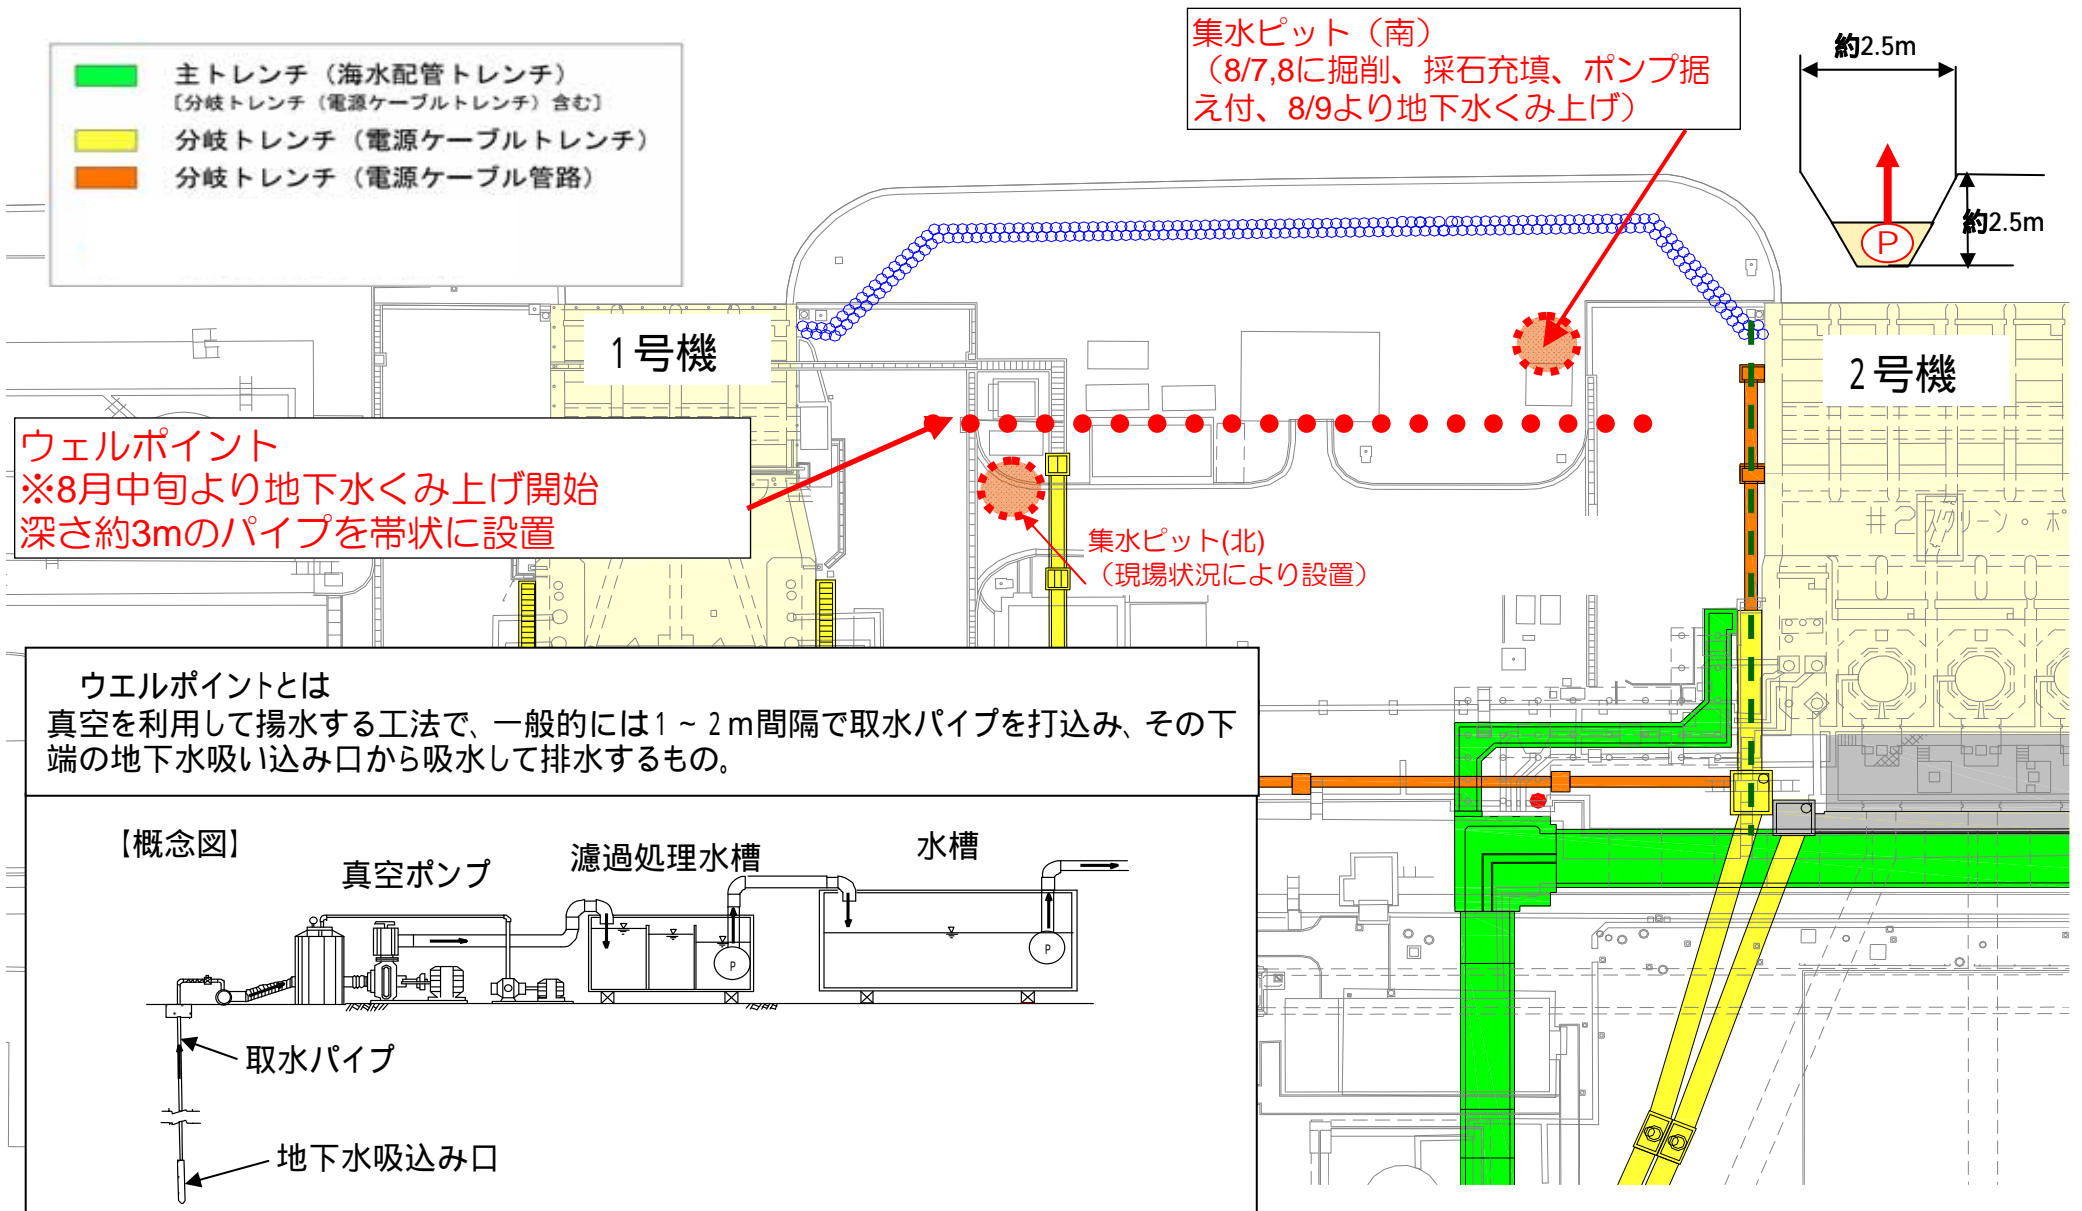 主トレンチ（海水配管トレンチ）
［分岐トレンチ（電源ケーブルトレンチ）含む］
分岐トレンチ（電源ケーブルトレンチ）
分岐トレンチ（電源ケーブル管路）
集水ピット（南）
（8/7,8に掘削、採石充填、ポンプ据
え付、8/9より地下水くみ上げ）
約2.5m
約2.5m
P
1号機
2号機
ウェルポイント
※8月中旬より地下水くみ上げ開始
深さ約3mのパイプを帯状に設置
集水ピット(北)
（現場状況により設置）
ウエルポイントとは
真空を利用して揚水する工法で、一般的には1～2m間隔で取水パイプを打込み、その下
端の地下水吸い込み口から吸水して排水するもの。
【概念図】
真空ポンプ
濾過処理水槽
水槽
P
P
取水パイプ
地下水吸込み口